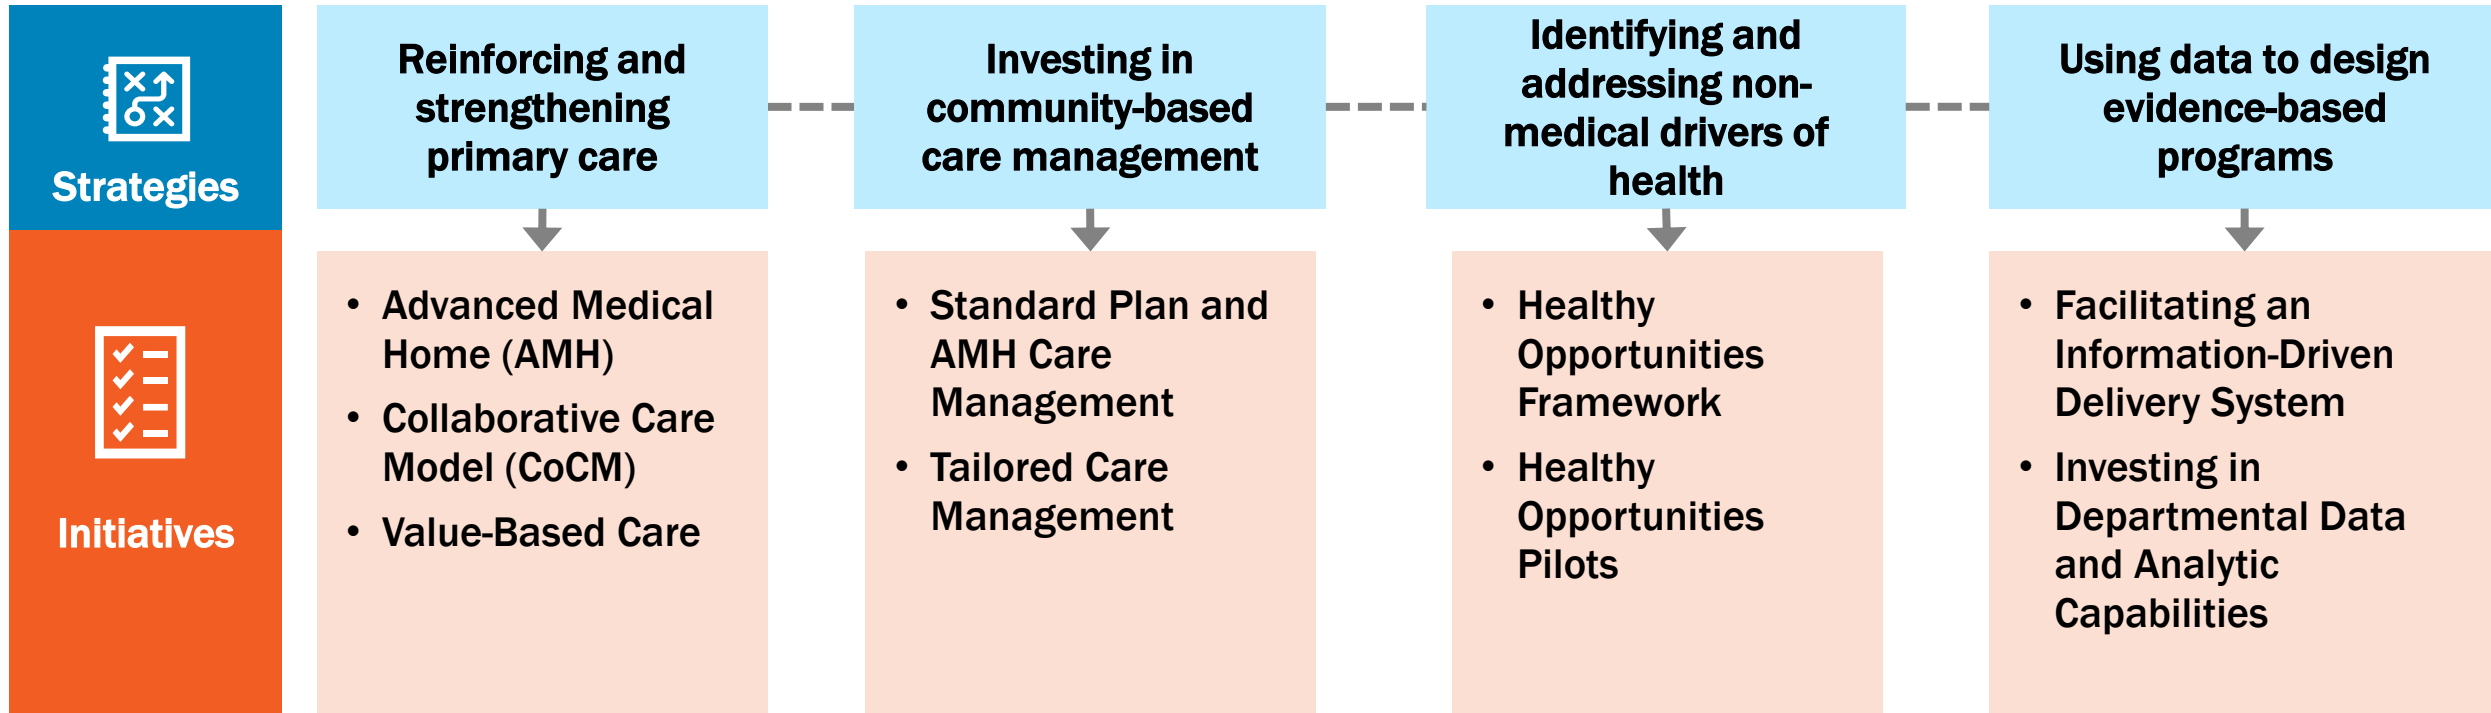 Strategies
Reinforcing and
strengthening
primary care
Investing in
community-based
care management
Identifying and
addressing non-
medical drivers of
health
Using data to design
evidence-based
programs
Initiatives
• Advanced Medical
Home (AMH)
• Collaborative Care
Model (CoCM)
• Value-Based Care
• Standard Plan and
AMH Care
Management
• Tailored Care
Management
• Healthy
Opportunities
Framework
• Healthy
Opportunities
Pilots
• Facilitating an
Information-Driven
Delivery System
• Investing in
Departmental Data
and Analytic
Capabilities